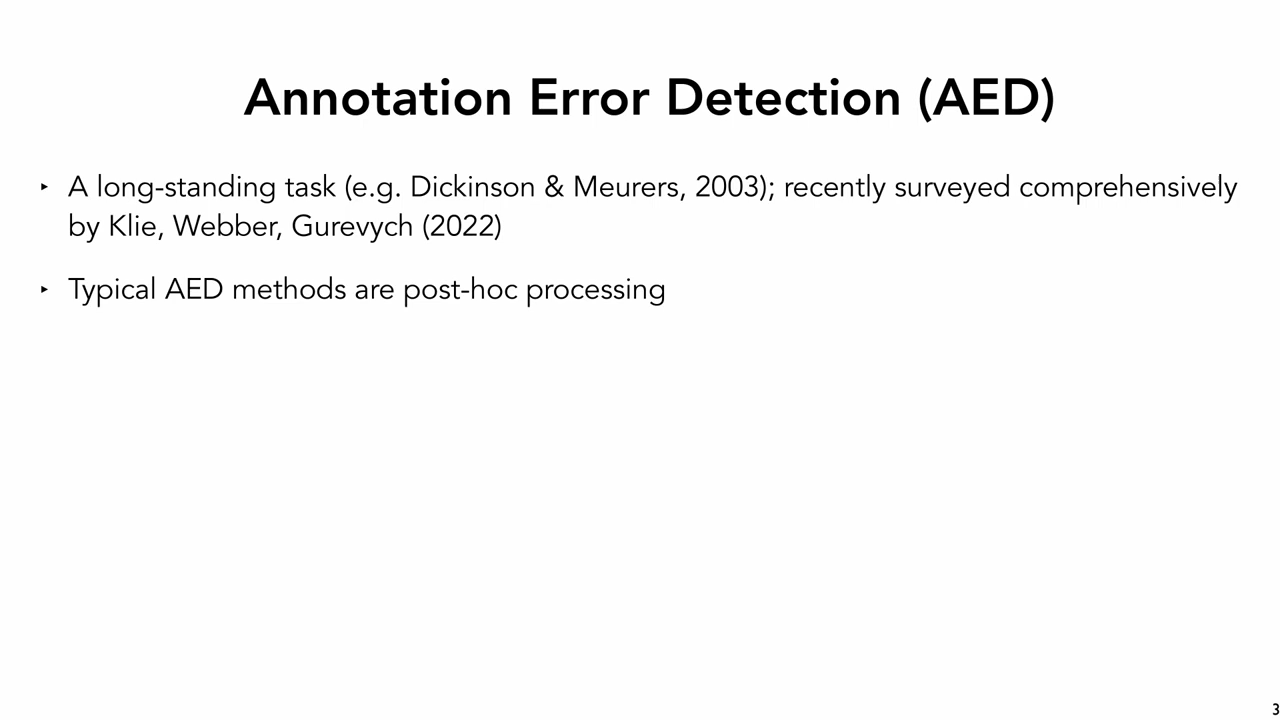 Annotation Error Detection (AED)
‣ A long-standing task (e.g. Dickinson & Meurers, 2003); recently surveyed comprehensively
by Klie, Webber, Gurevych (2022)
‣ Typical AED methods are post-hoc processing
3